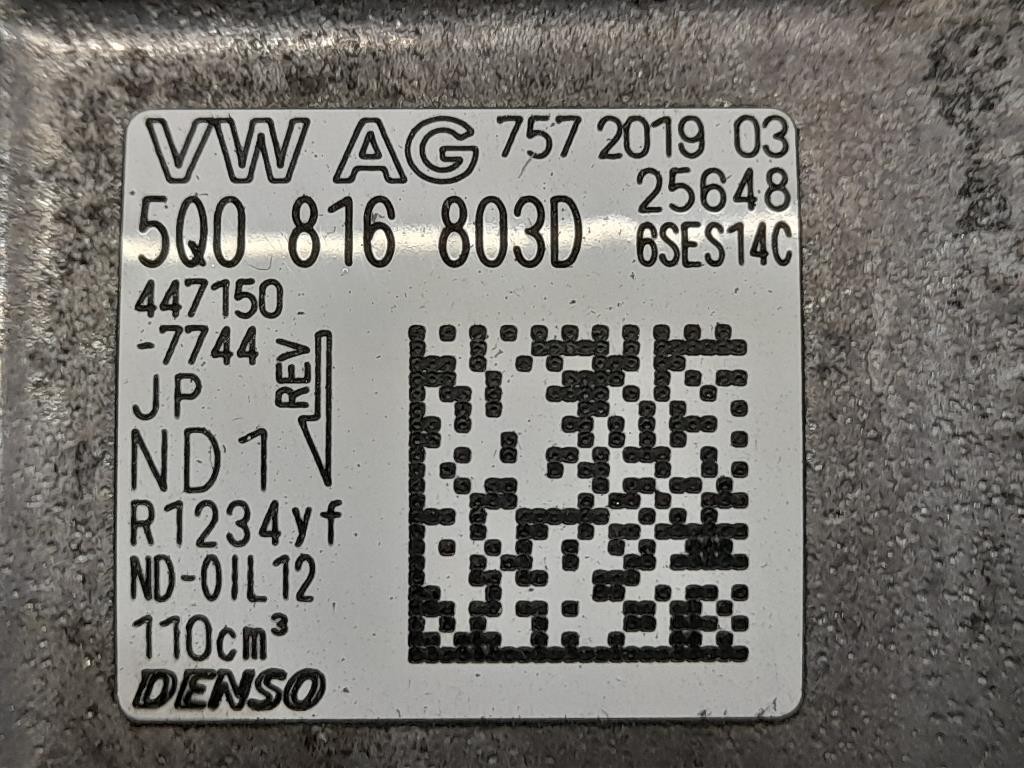 VW AG 757 2019 03
25648
5Q0 816 803D 6SES14C
447150
-7744
REV
JP
ND1
R1234yf
ND-OIL12
110cm³
DENSO